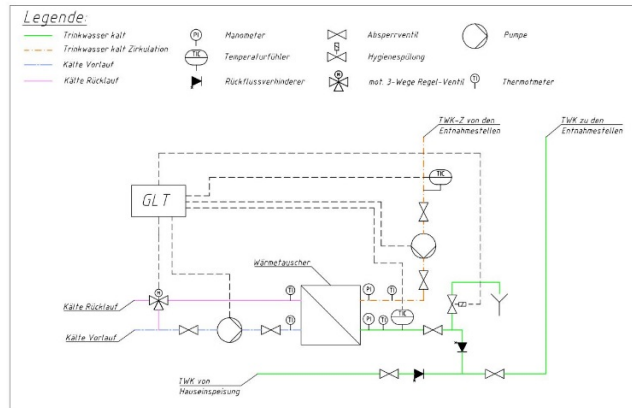 Legende:
Trinkwasser kalt
Trinkwasser kalt Zirkulation
Kälte Vorlauf
Kälte Rücklauf
PI
Manometer
TIC
Temperaturfühler
Rückflussverhinderer
Absperrventil
Hygienespülung
M
mot. 3-Wege Regel-Ventil
Pumpe
TI
Thermotmeter
TWK-Z von den
Entnahmestellen
TWK zu den
Entnahmestellen
TIC
GLT
Wärmetauscher
M
TI
PI
TI
Kälte Rücklauf
TI
PI
TI
TIC
Kälte Vorlauf
TWK von
Hauseinspeisung